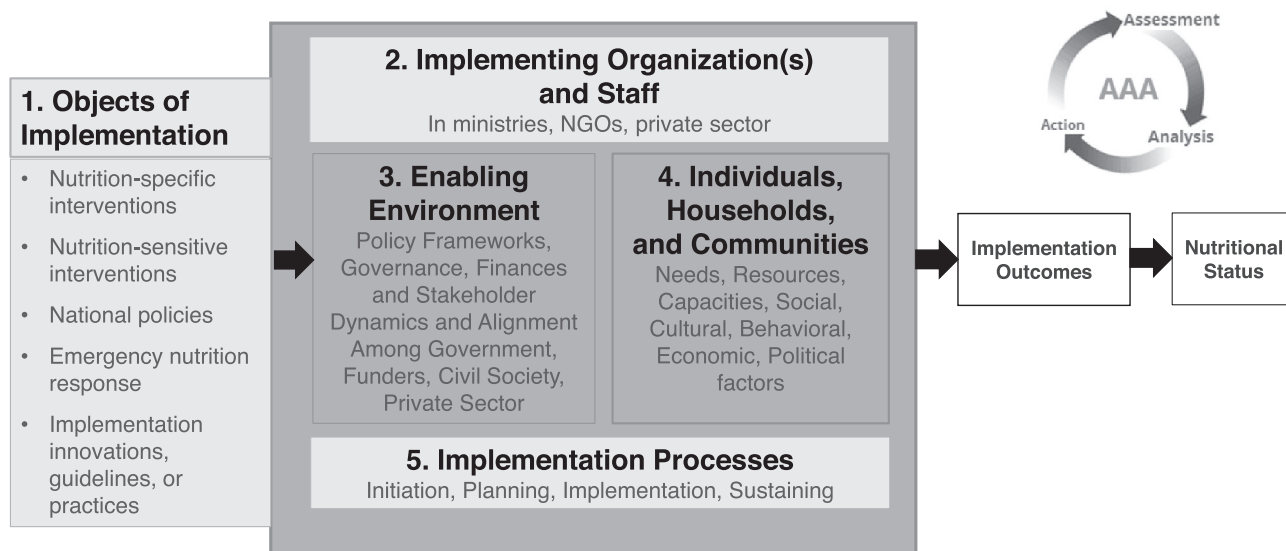 1. Objects of
Implementation
• Nutrition-specific
interventions
• Nutrition-sensitive
interventions
• National policies
• Emergency nutrition
response
• Implementation
innovations,
guidelines, or
practices
2. Implementing Organization(s)
and Staff
In ministries, NGOs, private sector
3. Enabling
Environment
Policy Frameworks,
Governance, Finances
and Stakeholder
Dynamics and Alignment
Among Government,
Funders, Civil Society,
Private Sector
4. Individuals,
Households,
and Communities
Needs, Resources,
Capacities, Social,
Cultural, Behavioral,
Economic, Political
factors
5. Implementation Processes
Initiation, Planning, Implementation, Sustaining
Assessment
AAA
Action
Analysis
Implementation
Outcomes
Nutritional
Status